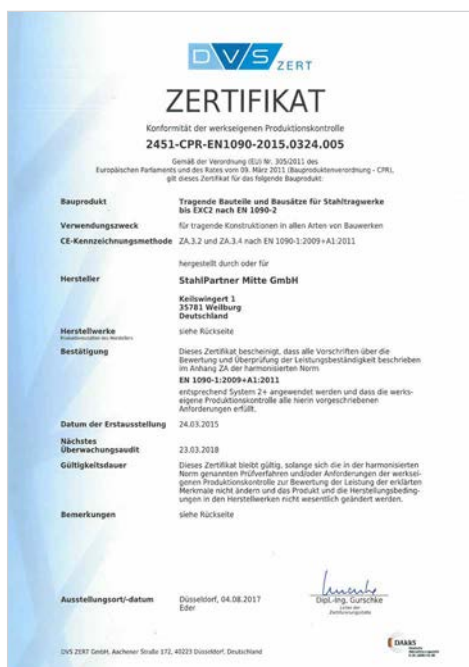 DVS ZERT
ZERTIFIKAT
Konformität der werkseigenen Produktionskontrolle
2451-CPR-EN1090-2015.0324.005
Gemäß der Verordnung (EU) Nr. 305/2011 des
Europäischen Parlaments und des Rates vom 09. März 2011 (Bauproduktenverordnung - CPR),
gilt dieses Zertifikat für das folgende Bauprodukt:
Bauprodukt Tragende Bauteile und Bausätze für Stahltragwerke
bis EXC2 nach EN 1090-2
Verwendungszweck für tragende Konstruktionen in allen Arten von Bauwerken
CE-Kennzeichnungsmethode ZA.3.2 und ZA.3.4 nach EN 1090-1:2009+A1:2011
hergestellt durch oder für
Hersteller StahlPartner Mitte GmbH
Keilswingert 1
35781 Weilburg
Deutschland
Herstellwerke siehe Rückseite
Produktionsstätten des Herstellers
Bestätigung Dieses Zertifikat bescheinigt, dass alle Vorschriften über die
Bewertung und Überprüfung der Leistungsbeständigkeit beschrieben
im Anhang ZA der harmonisierten Norm
EN 1090-1:2009+A1:2011
entsprechend System 2+ angewendet werden und dass die werks-
eigene Produktionskontrolle alle hierin vorgeschriebenen
Anforderungen erfüllt.
Datum der Erstausstellung 24.03.2015
Nächstes
Überwachungsaudit 23.03.2018
Gültigkeitsdauer Dieses Zertifikat bleibt gültig, solange sich die in der harmonisierten
Norm genannten Prüfverfahren und/oder Anforderungen der werksei-
genen Produktionskontrolle zur Bewertung der Leistung der erklärten
Merkmale nicht ändern und das Produkt und die Herstellungsbedin-
gungen in den Herstellwerken nicht wesentlich geändert werden.
Bemerkungen siehe Rückseite
Ausstellungsort/-datum Düsseldorf, 04.08.2017
Eder
Dipl.-Ing. Gurschke
Leiter der
Zertifizierungsstelle
DVS ZERT GmbH, Aachener Straße 172, 40223 Düsseldorf, Deutschland
DAkkS